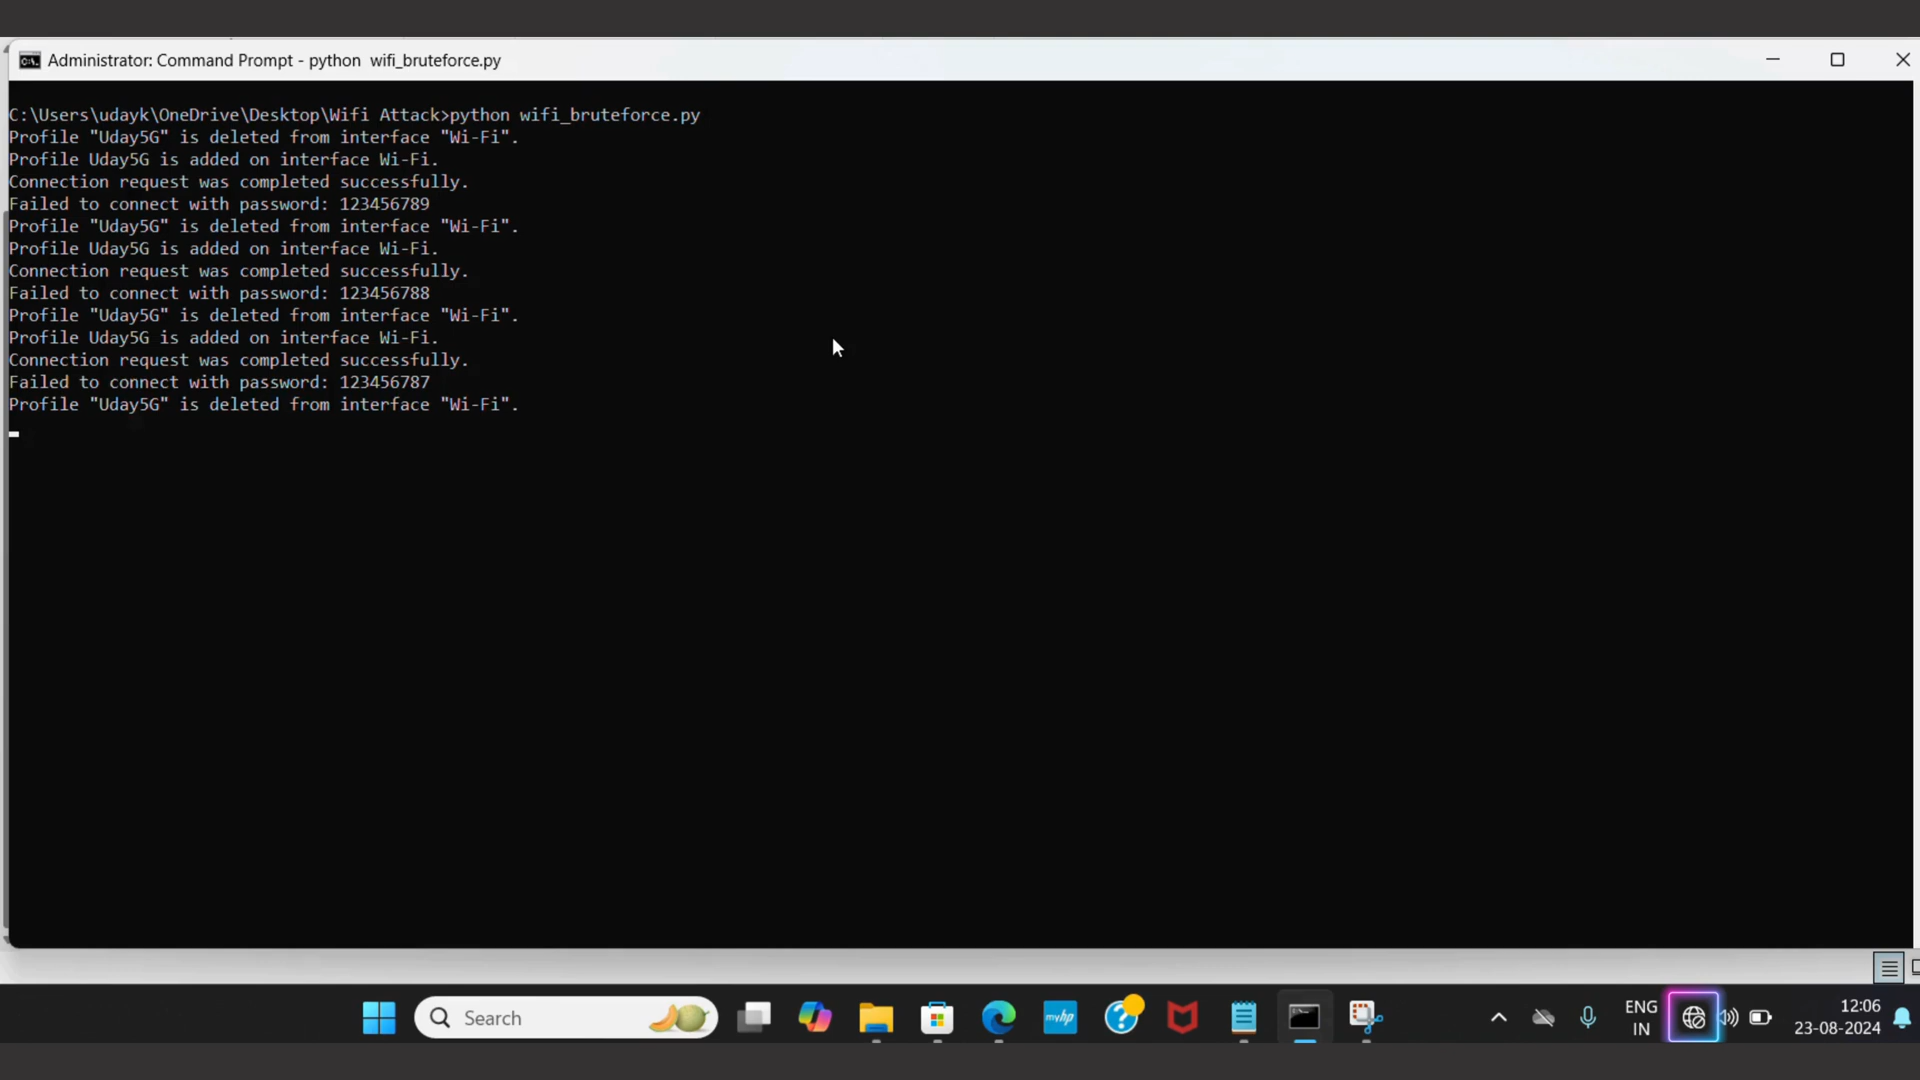 Administrator: Command Prompt - python wifi_bruteforce.py
C:\Users\udayk\OneDrive\Desktop\Wifi Attack>python wifi_bruteforce.py
Profile "Uday5G" is deleted from interface "Wi-Fi".
Profile Uday5G is added on interface Wi-Fi.
Connection request was completed successfully.
Failed to connect with password: 123456789
Profile "Uday5G" is deleted from interface "Wi-Fi".
Profile Uday5G is added on interface Wi-Fi.
Connection request was completed successfully.
Failed to connect with password: 123456788
Profile "Uday5G" is deleted from interface "Wi-Fi".
Profile Uday5G is added on interface Wi-Fi.
Connection request was completed successfully.
Failed to connect with password: 123456787
Profile "Uday5G" is deleted from interface "Wi-Fi".
Search
myhp
ENG
IN
12:06
23-08-2024